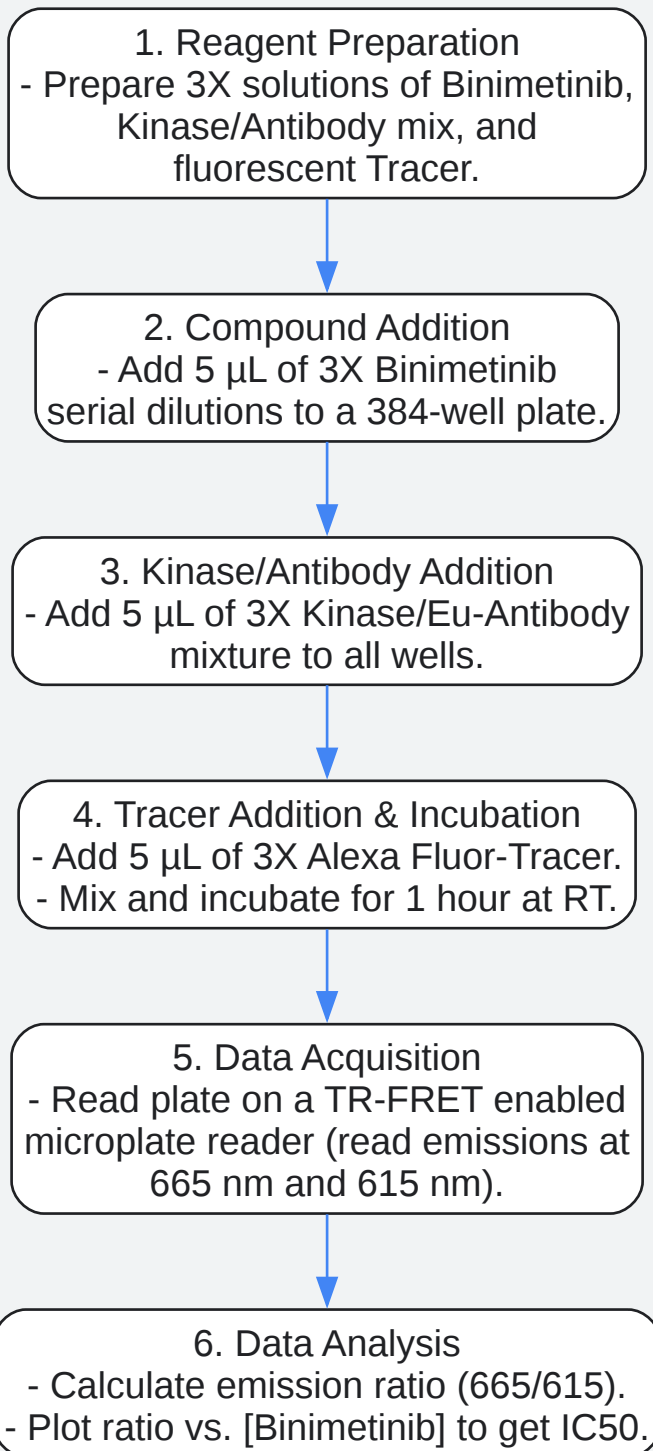 1. Reagent Preparation
- Prepare 3X solutions of Binimetinib,
Kinase/Antibody mix, and
fluorescent Tracer.
2. Compound Addition
- Add 5 µL of 3X Binimetinib
serial dilutions to a 384-well plate.
3. Kinase/Antibody Addition
- Add 5 µL of 3X Kinase/Eu-Antibody
mixture to all wells.
4. Tracer Addition & Incubation
- Add 5 µL of 3X Alexa Fluor-Tracer.
- Mix and incubate for 1 hour at RT.
5. Data Acquisition
- Read plate on a TR-FRET enabled
microplate reader (read emissions at
665 nm and 615 nm).
6. Data Analysis
- Calculate emission ratio (665/615).
- Plot ratio vs. [Binimetinib] to get IC50.